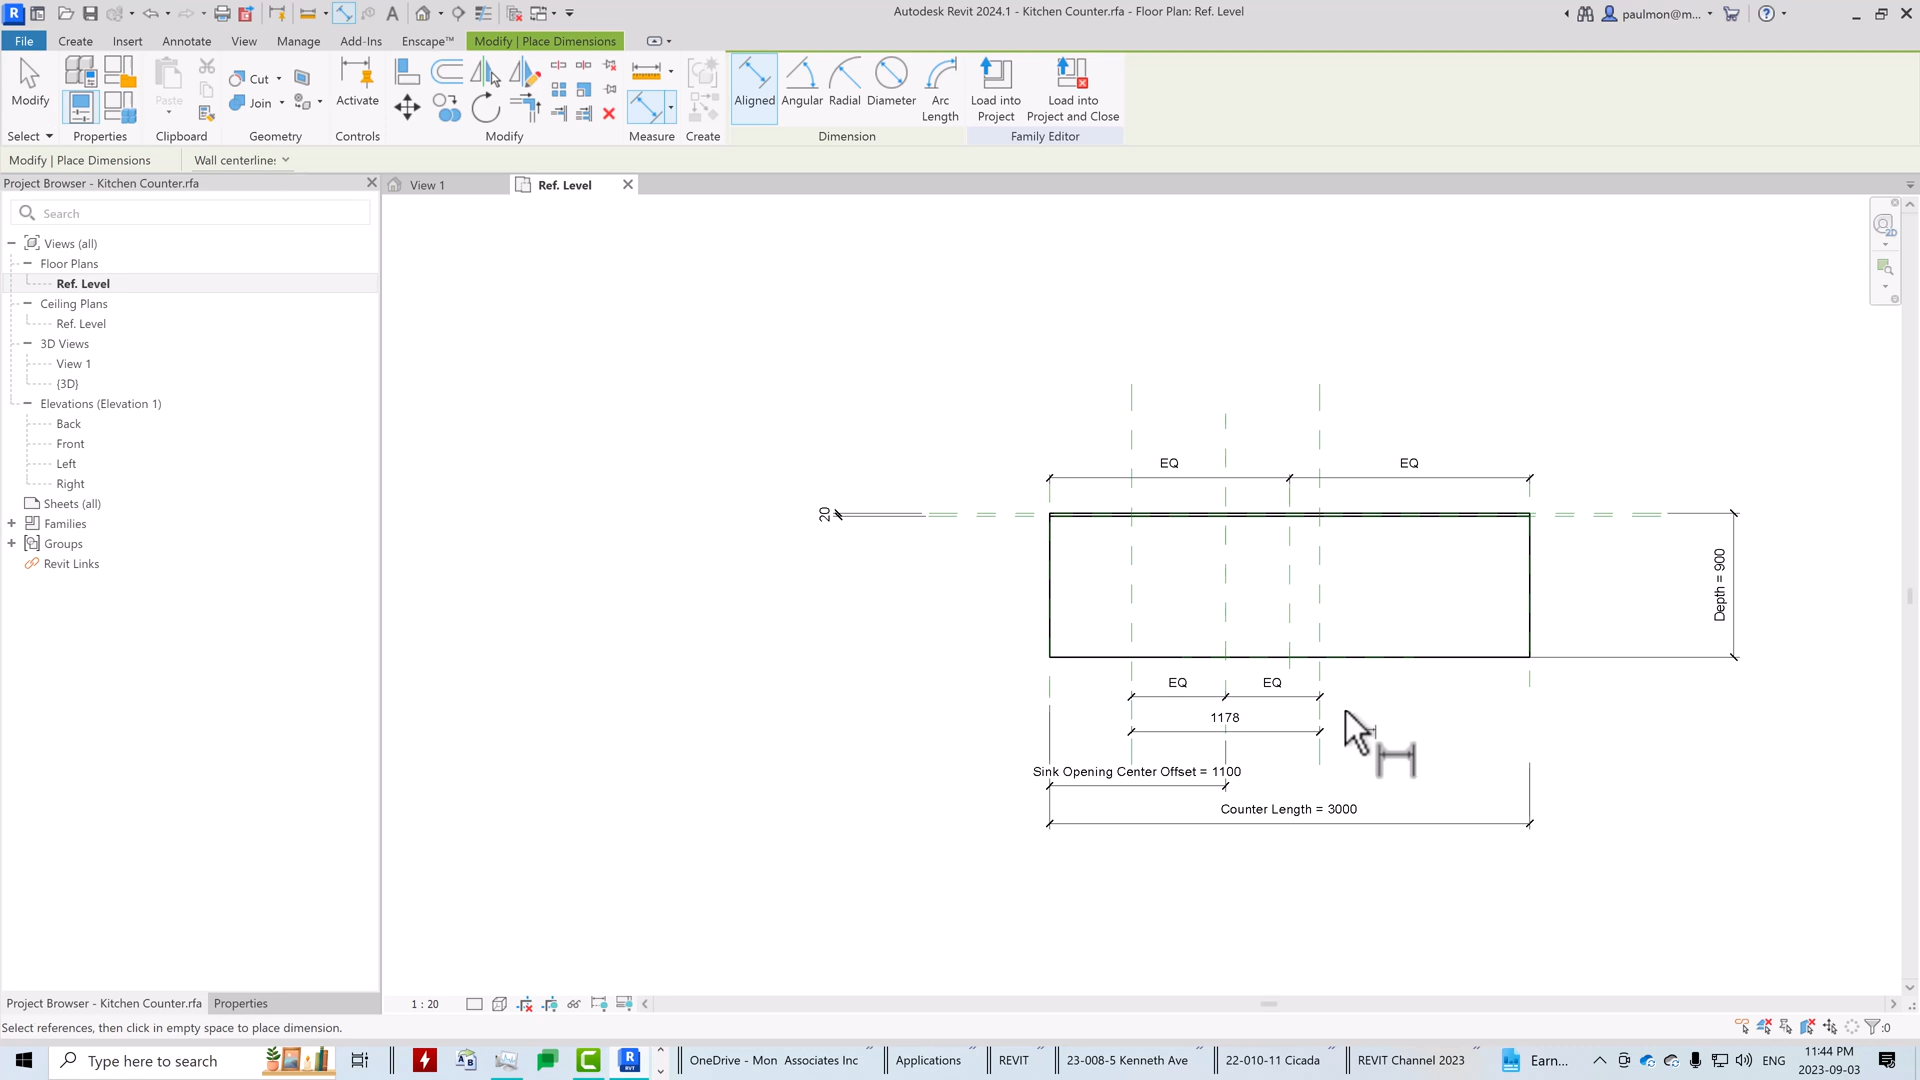 Autodesk Revit 2024.1 - Kitchen Counter.rfa - Floor Plan: Ref. Level
paulmon@m...
File Create Insert Annotate View Manage Add-Ins Enscape™ Modify | Place Dimensions
Modify Paste Cut Join Activate Aligned Angular Radial Diameter Arc Length Load into Project Load into Project and Close
Select Properties Clipboard Geometry Controls Modify Measure Create Dimension Family Editor
Modify | Place Dimensions Wall centerline:
Project Browser - Kitchen Counter.rfa
View 1 Ref. Level
Search
2D
Views (all)
Floor Plans
Ref. Level
Ceiling Plans
Ref. Level
3D Views
View 1
{3D}
Elevations (Elevation 1)
Back
Front
Left
Right
Sheets (all)
Families
Groups
Revit Links
EQ EQ
20
Depth = 900
EQ EQ
1178
Sink Opening Center Offset = 1100
Counter Length = 3000
Project Browser - Kitchen Counter.rfa Properties
1 : 20
Select references, then click in empty space to place dimension.
:0
Type here to search
OneDrive - Mon Associates Inc Applications REVIT 23-008-5 Kenneth Ave 22-010-11 Cicada REVIT Channel 2023 Earn... ENG
11:44 PM
2023-09-03